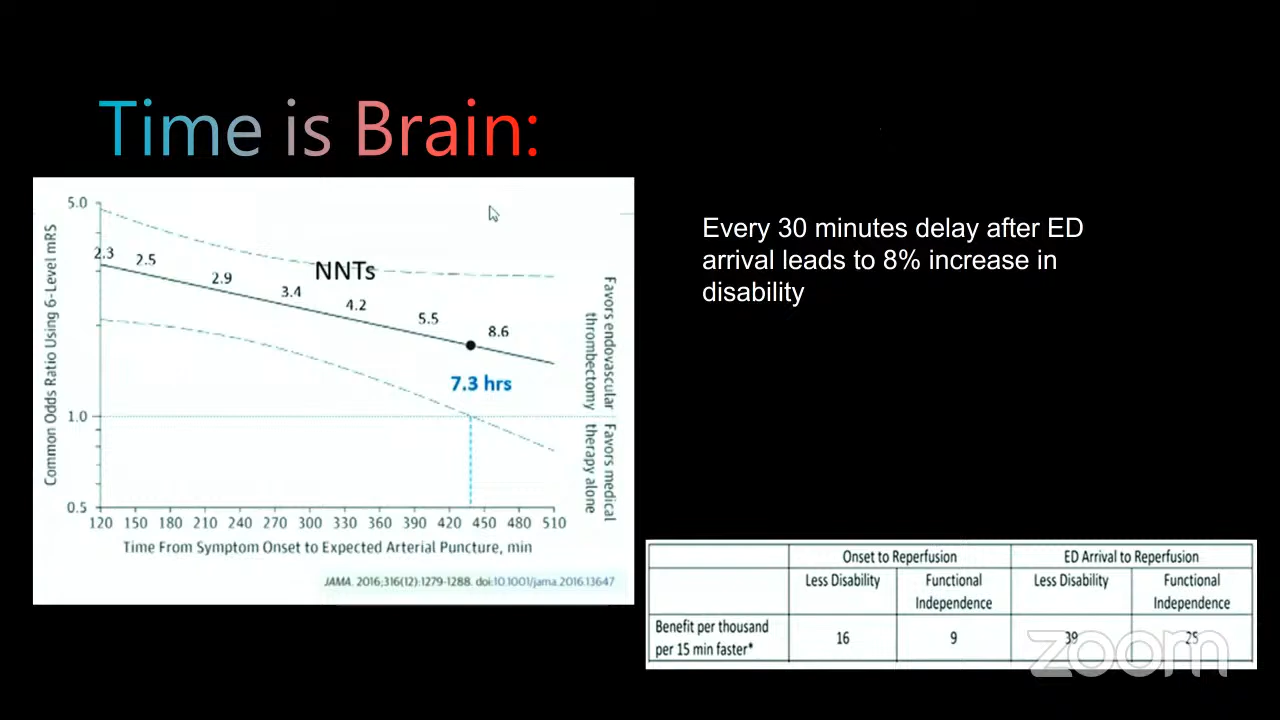 Time is Brain:
Common Odds Ratio Using 6-Level mRS
5.0
1.0
0.5
2.3
2.5
2.9
3.4
4.2
5.5
8.6
NNTs
7.3 hrs
Favors endovascular
thrombectomy
Favors medical
therapy alone
120 150 180 210 240 270 300 330 360 390 420 450 480 510
Time From Symptom Onset to Expected Arterial Puncture, min
JAMA. 2016;316(12):1279-1288. doi:10.1001/jama.2016.13647
Every 30 minutes delay after ED
arrival leads to 8% increase in
disability
Onset to Reperfusion
ED Arrival to Reperfusion
Less Disability
Functional
Independence
Less Disability
Functional
Independence
Benefit per thousand
per 15 min faster*
16
9
39
25
zoom